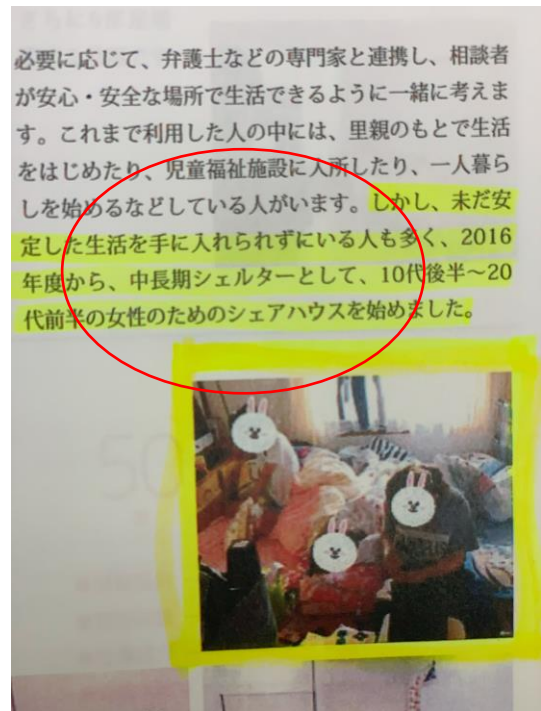 必要に応じて、弁護士などの専門家と連携し、相談者
が安心・安全な場所で生活できるように一緒に考えま
す。これまで利用した人の中には、里親のもとで生活
をはじめたり、児童福祉施設に入所したり、一人暮ら
しを始めるなどしている人がいます。しかし、未だ安
定した生活を手に入れられずにいる人も多く、2016
年度から、中長期シェルターとして、10代後半～20
代前半の女性のためのシェアハウスを始めました。